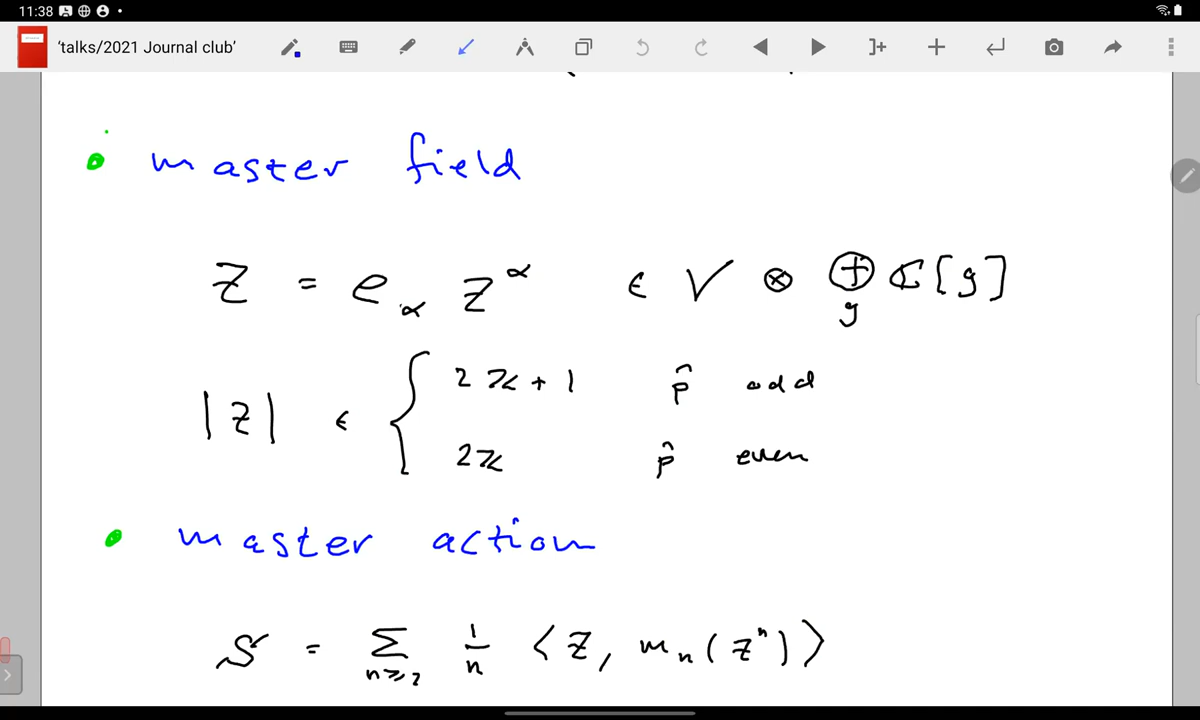 11:38
'talks/2021 Journal club'
• master field
Z = e_α z^α ∈ V ⊗ ⊕_g ℂ[g]
|z| ∈ { 2ℤ + 1 p̂ odd
2ℤ p̂ even
• master action
S = Σ_{n≥2} 1/n ⟨Z, m_n(Z^n)⟩